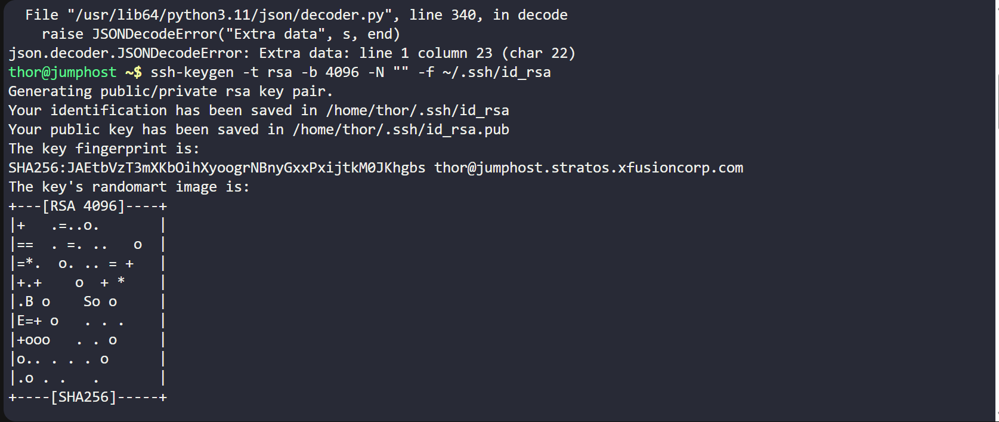 File "/usr/lib64/python3.11/json/decoder.py", line 340, in decode
    raise JSONDecodeError("Extra data", s, end)
json.decoder.JSONDecodeError: Extra data: line 1 column 23 (char 22)
thor@jumphost ~$ ssh-keygen -t rsa -b 4096 -N "" -f ~/.ssh/id_rsa
Generating public/private rsa key pair.
Your identification has been saved in /home/thor/.ssh/id_rsa
Your public key has been saved in /home/thor/.ssh/id_rsa.pub
The key fingerprint is:
SHA256:JAEtbVzT3mXKbOihXyoogrNBnyGxxPxijtkM0JKhgbs thor@jumphost.stratos.xfusioncorp.com
The key's randomart image is:
+---[RSA 4096]----+
|+   .=..o.       |
|==  . =. ..   o  |
|=*.  o. .. = +   |
|+.+    o  + *    |
|.B o    So o     |
|E=+ o   . . .    |
|+ooo   . . o     |
|o.. . . . o      |
|.o . .   .       |
+----[SHA256]-----+